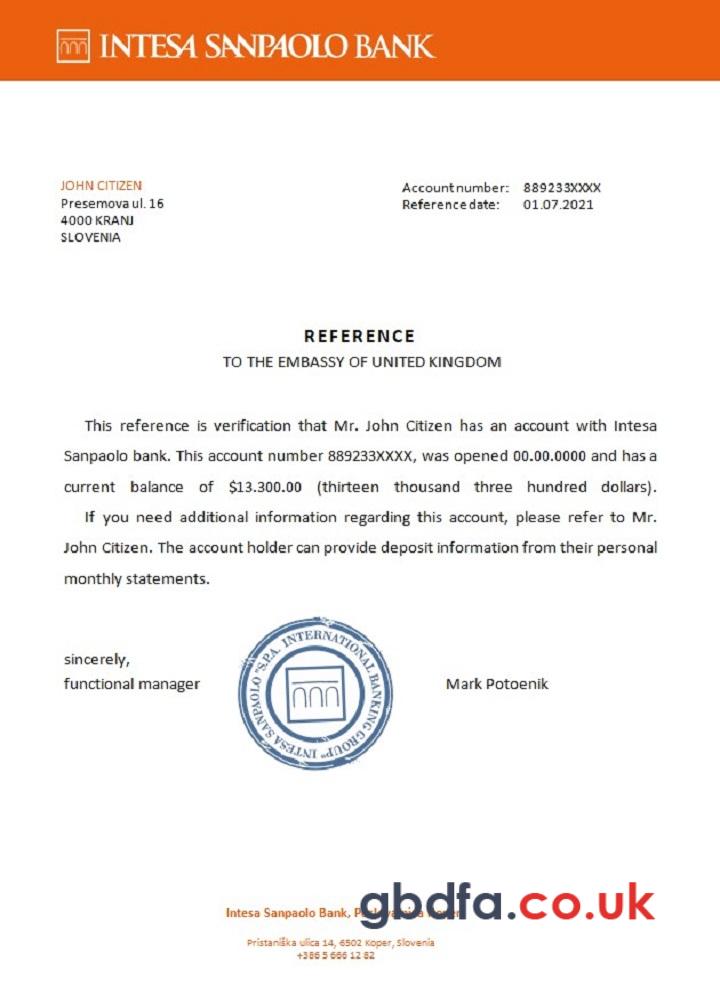 INTESA SANPAOLO BANK
JOHN CITIZEN
Presemova ul. 16
4000 KRANJ
SLOVENIA
Account number: 889233XXXX
Reference date: 01.07.2021
REFERENCE
TO THE EMBASSY OF UNITED KINGDOM
This reference is verification that Mr. John Citizen has an account with Intesa
Sanpaolo bank. This account number 889233XXXX, was opened 00.00.0000 and has a
current balance of $13.300.00 (thirteen thousand three hundred dollars).
If you need additional information regarding this account, please refer to Mr.
John Citizen. The account holder can provide deposit information from their personal
monthly statements.
sincerely,
functional manager
INTESA SANPAOLO "S.P.A. INTERNATIONAL BANKING GROUP"
Mark Potoenik
Intesa Sanpaolo Bank,
gbdfa.co.uk
Pristaniška ulica 14, 6502 Koper, Slovenia
+386 5 666 12 82